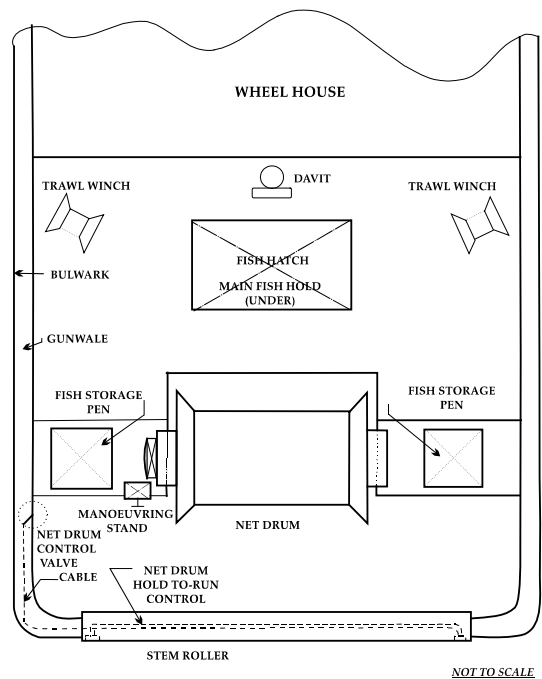 WHEEL HOUSE
DAVIT
TRAWL WINCH
TRAWL WINCH
FISH HATCH
BULWARK
MAIN FISH HOLD
(UNDER)
GUNWALE
FISH STORAGE
PEN
FISH STORAGE
PEN
MANOEUVRING
STAND
NET DRUM
NET DRUM
CONTROL
VALVE
CABLE
NET DRUM
HOLD TO-RUN
CONTROL
STEM ROLLER
NOT TO SCALE